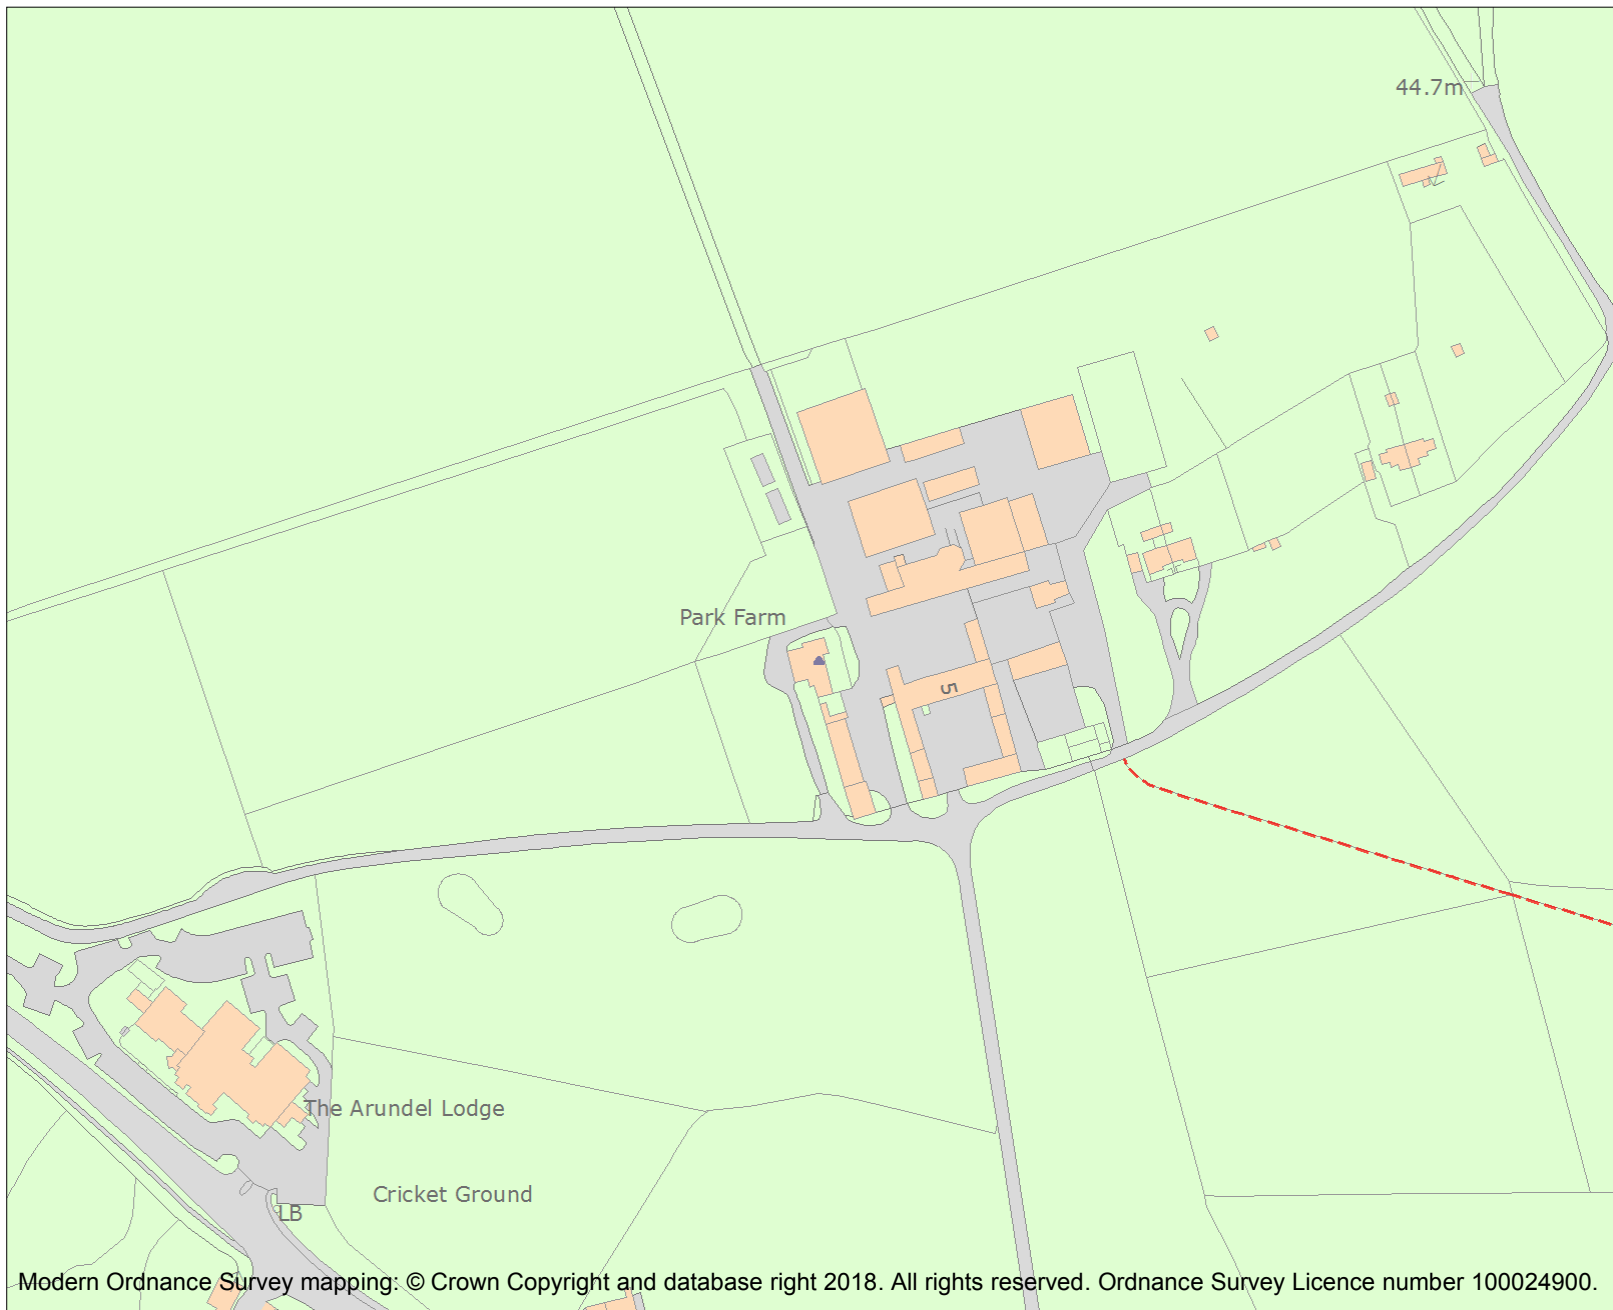 44.7m
Park Farm
5
The Arundel Lodge
Cricket Ground
LB
Modern Ordnance Survey mapping: © Crown Copyright and database right 2018. All rights reserved. Ordnance Survey Licence number 100024900.